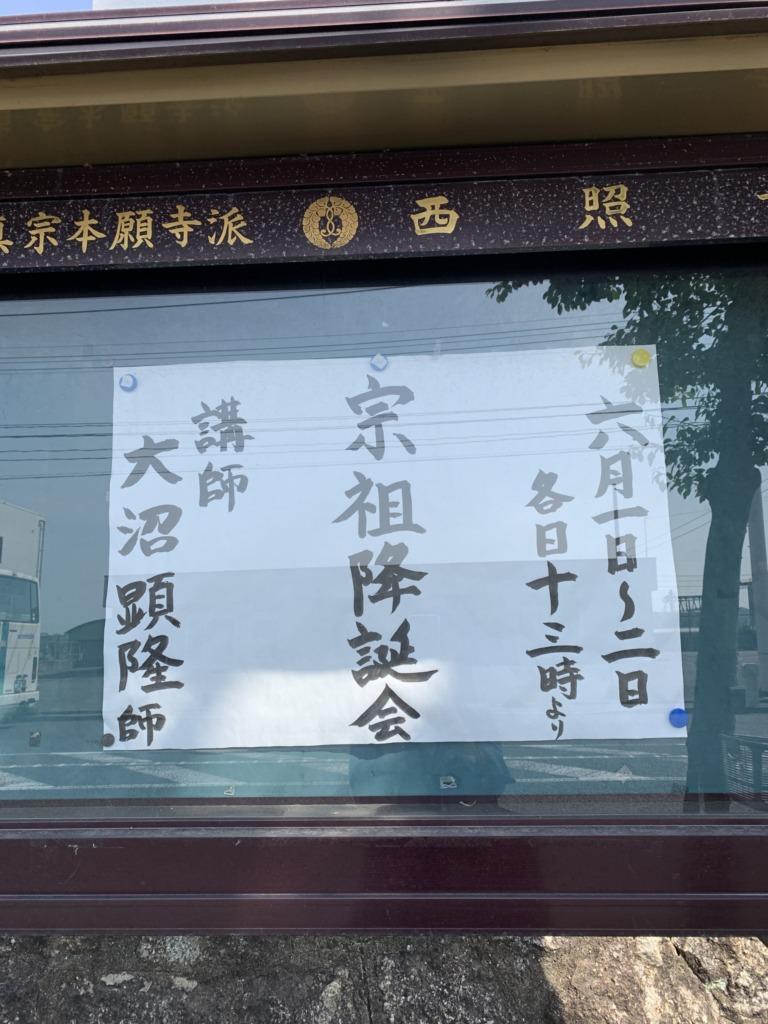 真宗本願寺派 西照
六月一日～二日
各日十三時より
宗祖降誕会
講師
大沼顕隆師